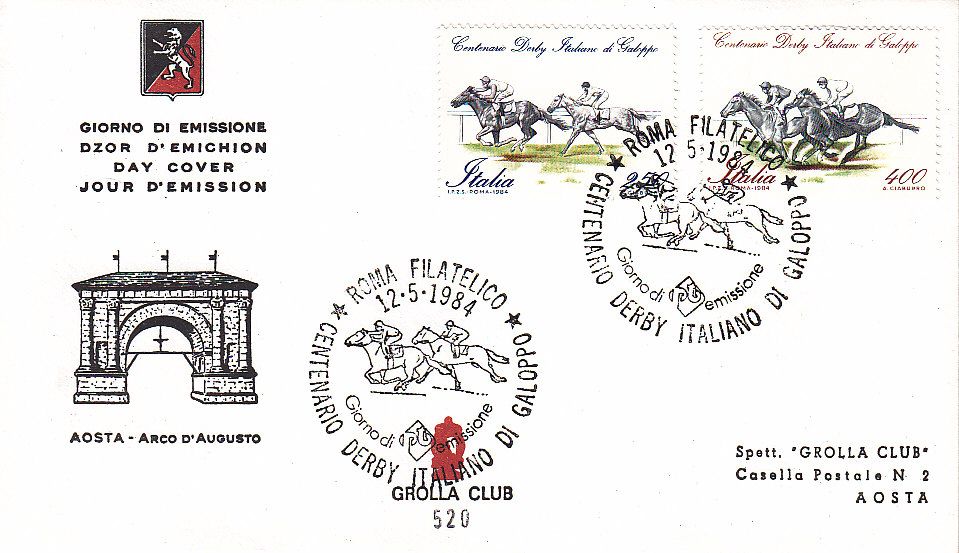 GIORNO DI EMISSIONE
DZOR D'EMICHION
DAY COVER
JOUR D'EMISSION
AOSTA - ARCO D'AUGUSTO
Centenario Derby Italiano di Galoppo
Italia
250
I.P.Z.S.-ROMA-1984
Centenario Derby Italiano di Galoppo
Italia
400
I.P.Z.S.-ROMA-1984
A. CIABURRO
★ ROMA FILATELICO ★
12·5·1984
CENTENARIO DERBY ITALIANO DI GALOPPO
Giorno di emissione
★ ROMA FILATELICO ★
12·5·1984
CENTENARIO DERBY ITALIANO DI GALOPPO
Giorno di emissione
GROLLA CLUB
520
Spett. "GROLLA CLUB"
Casella Postale N 2
AOSTA